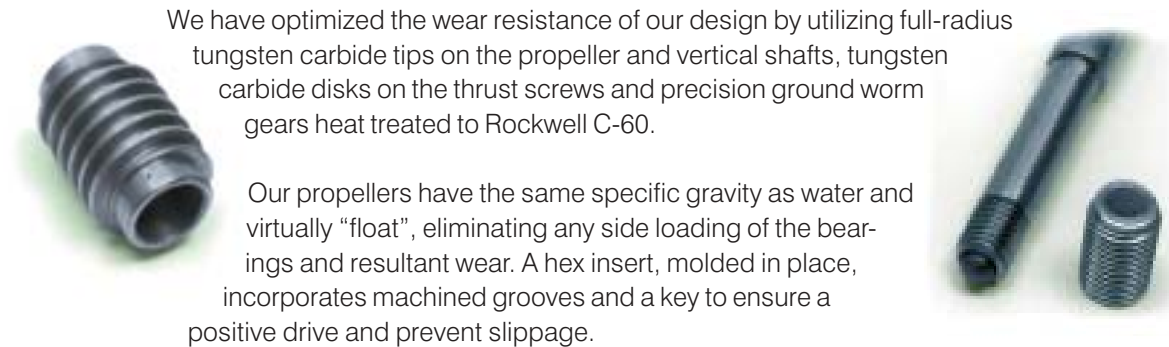 We have optimized the wear resistance of our design by utilizing full-radius
tungsten carbide tips on the propeller and vertical shafts, tungsten
carbide disks on the thrust screws and precision ground worm
gears heat treated to Rockwell C-60.
Our propellers have the same specific gravity as water and
virtually “float”, eliminating any side loading of the bear-
ings and resultant wear. A hex insert, molded in place,
incorporates machined grooves and a key to ensure a
positive drive and prevent slippage.